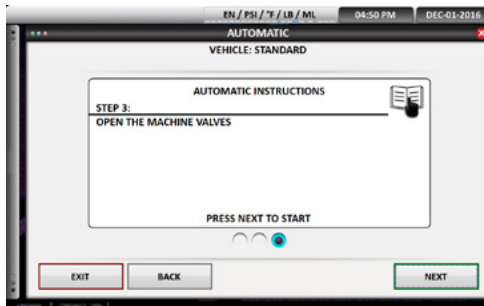 EN / PSI / °F / LB / ML 04:50 PM DEC-01-2016
AUTOMATIC
VEHICLE: STANDARD
AUTOMATIC INSTRUCTIONS
STEP 3:
OPEN THE MACHINE VALVES
PRESS NEXT TO START
EXIT BACK NEXT